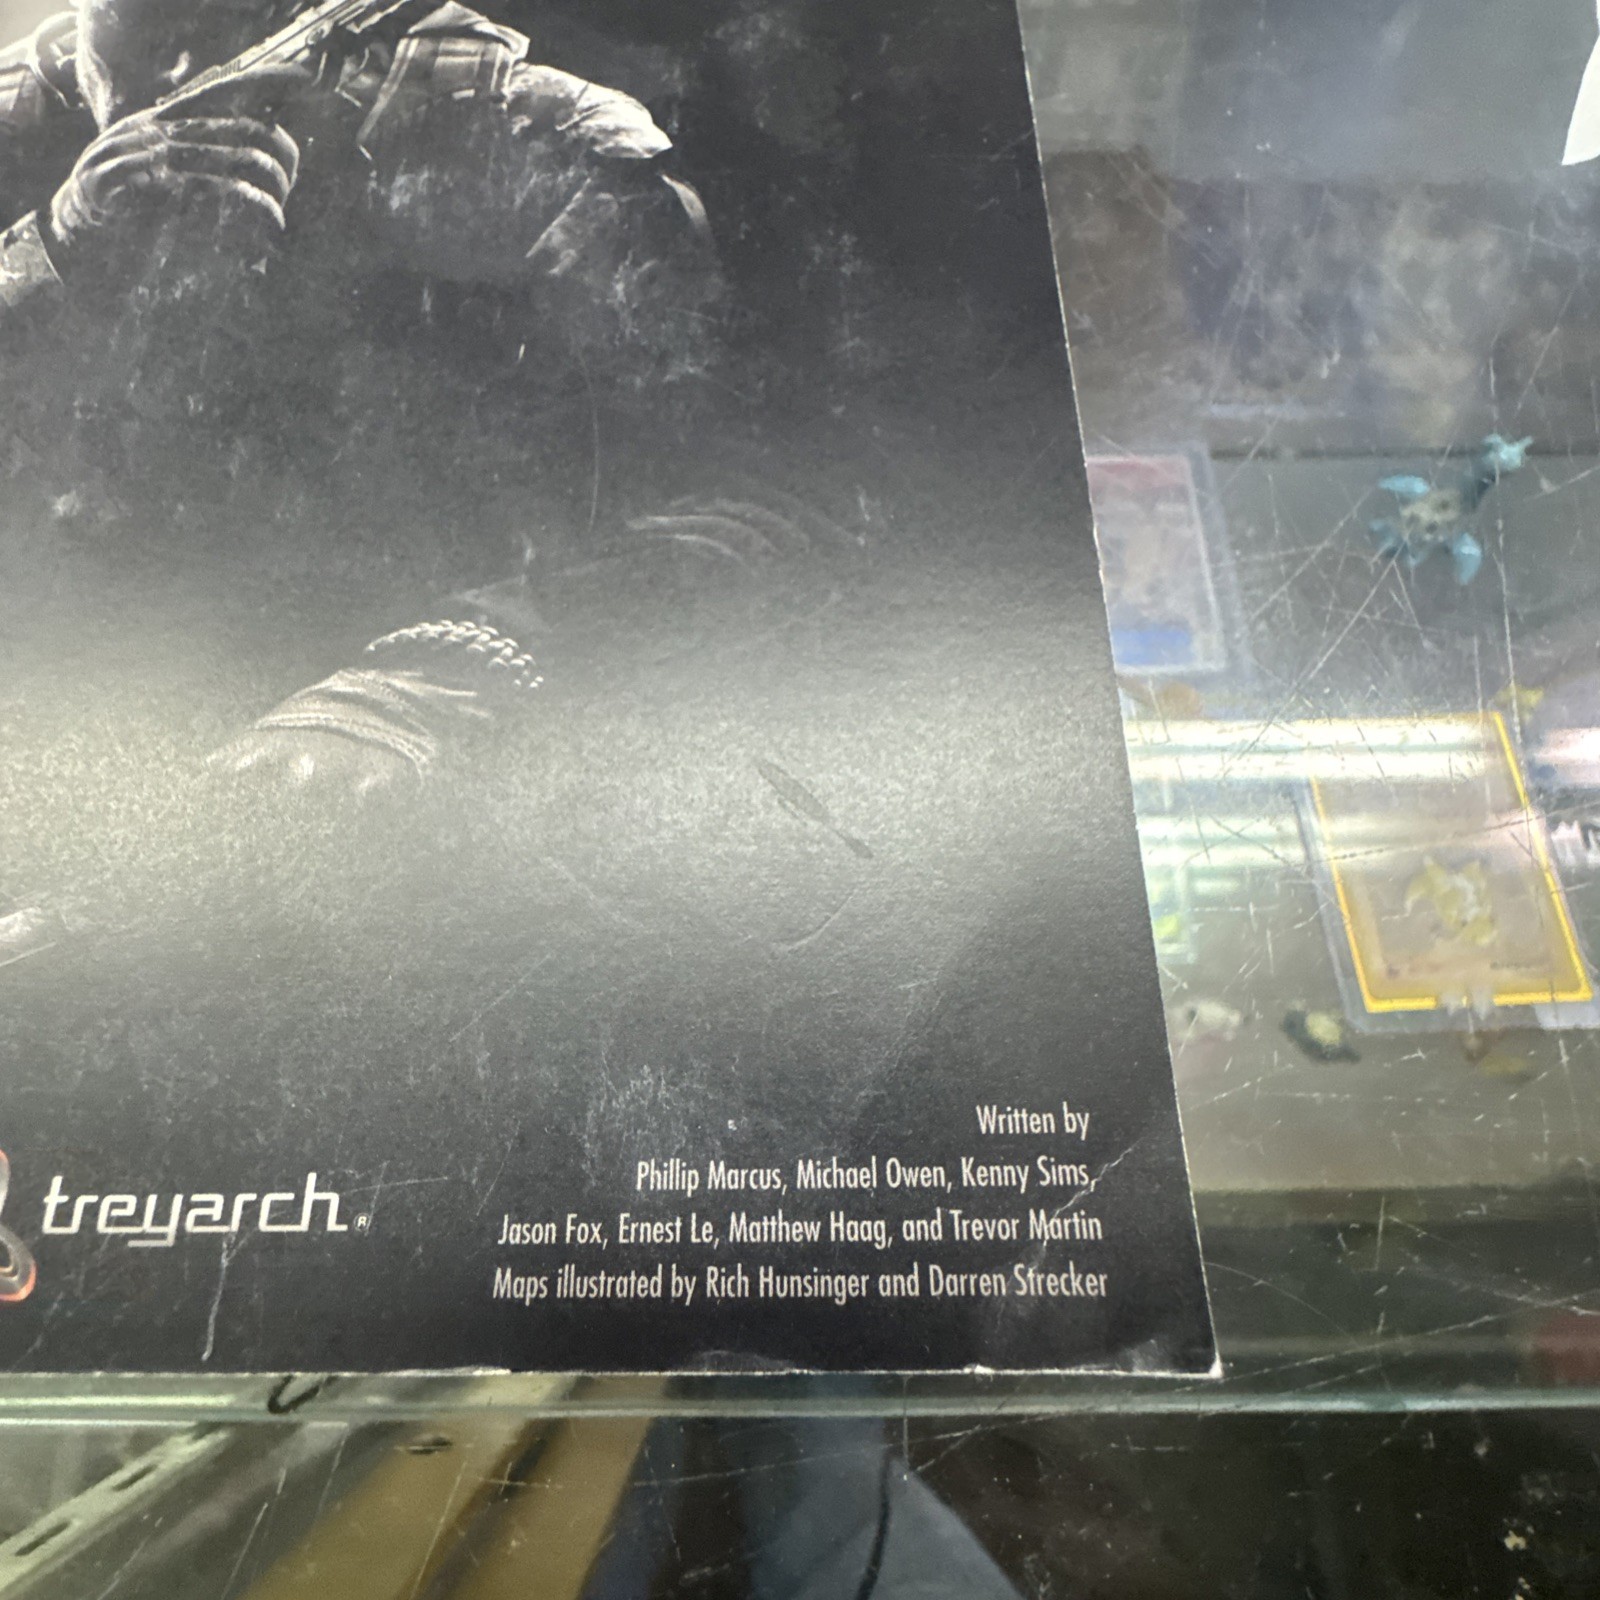 Written by
Phillip Marcus, Michael Owen, Kenny Sims,
treyarch®
Jason Fox, Ernest Le, Matthew Haag, and Trevor Martin
Maps illustrated by Rich Hunsinger and Darren Strecker